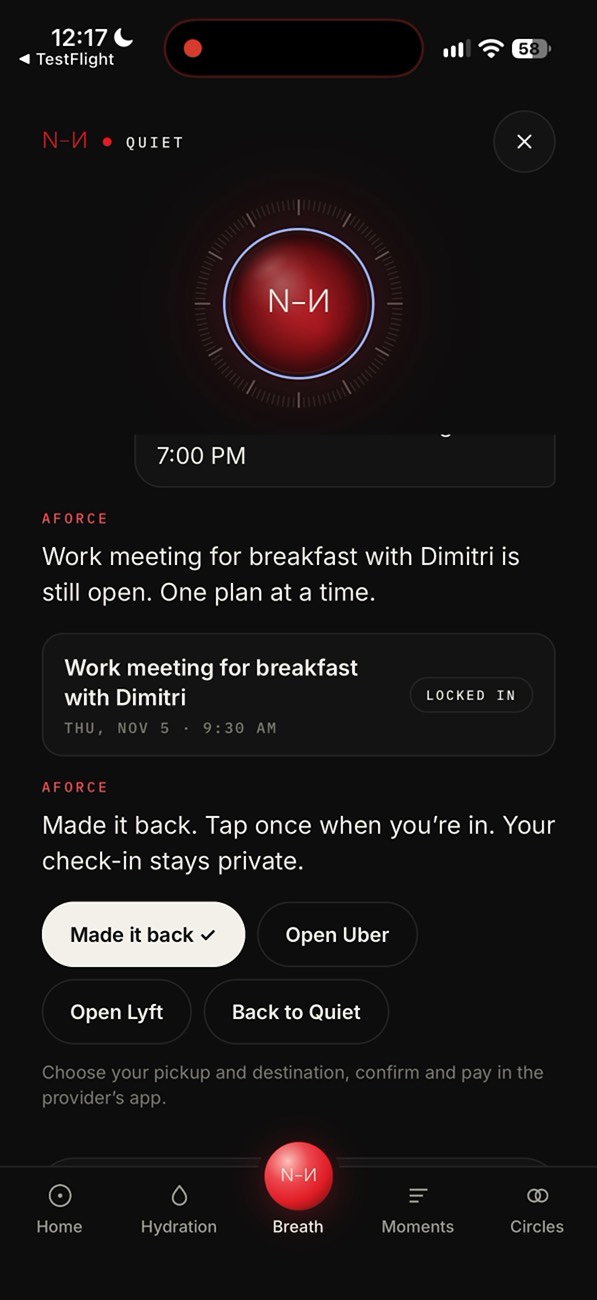 12:17
58
◀ TestFlight
N–И • QUIET
N–И
7:00 PM
AFORCE
Work meeting for breakfast with Dimitri is
still open. One plan at a time.
Work meeting for breakfast
with Dimitri
LOCKED IN
THU, NOV 5 · 9:30 AM
AFORCE
Made it back. Tap once when you’re in. Your
check-in stays private.
Made it back ✓
Open Uber
Open Lyft
Back to Quiet
Choose your pickup and destination, confirm and pay in the
provider’s app.
N–И
Home
Hydration
Breath
Moments
Circles